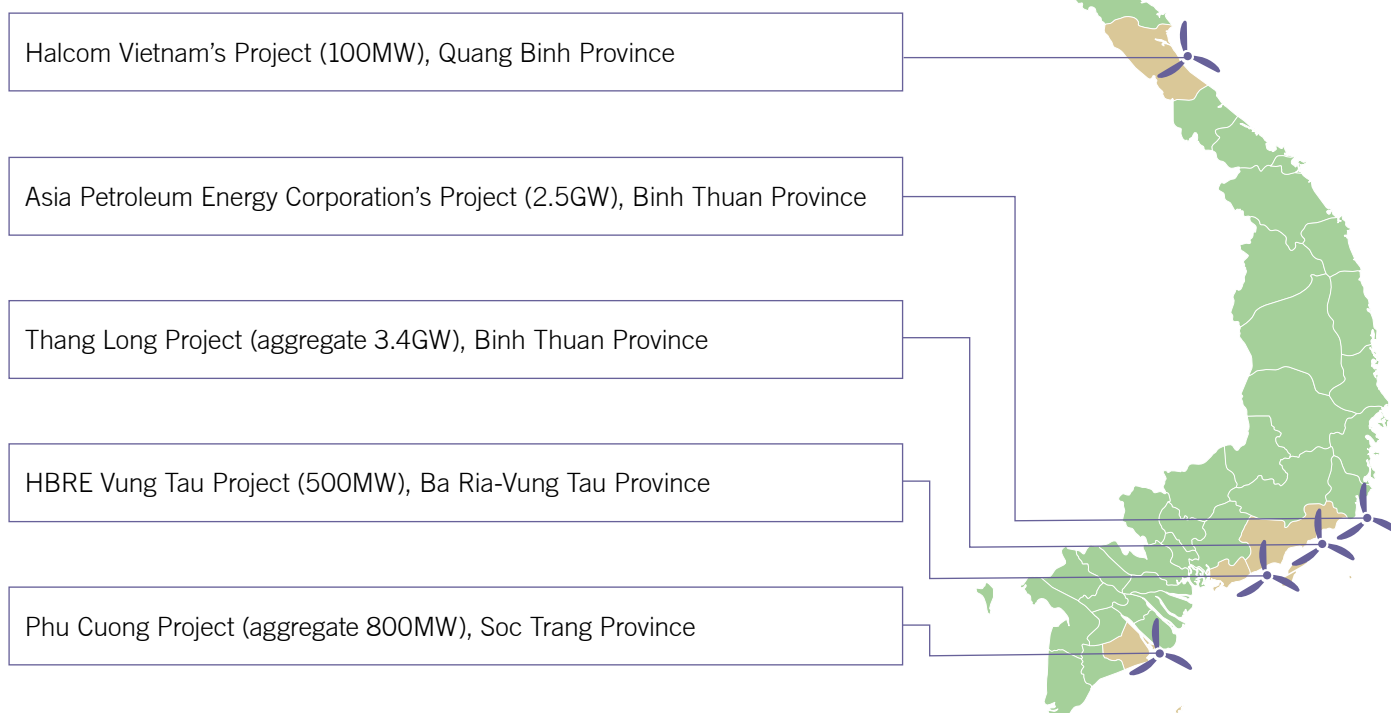 Halcom Vietnam’s Project (100MW), Quang Binh Province
Asia Petroleum Energy Corporation’s Project (2.5GW), Binh Thuan Province
Thang Long Project (aggregate 3.4GW), Binh Thuan Province
HBRE Vung Tau Project (500MW), Ba Ria-Vung Tau Province
Phu Cuong Project (aggregate 800MW), Soc Trang Province